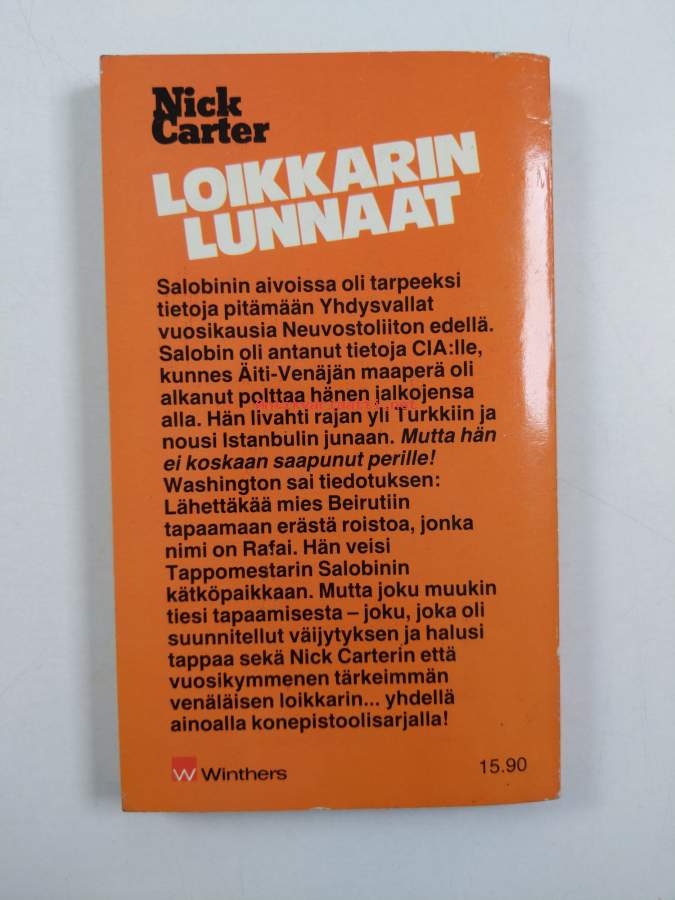 Nick
Carter
LOIKKARIN
LUNNAAT
Salobinin aivoissa oli tarpeeksi
tietoja pitämään Yhdysvallat
vuosikausia Neuvostoliiton edellä.
Salobin oli antanut tietoja CIA:lle,
kunnes Äiti-Venäjän maaperä oli
alkanut polttaa hänen jalkojensa
alla. Hän livahti rajan yli Turkkiin ja
nousi Istanbulin junaan. Mutta hän
ei koskaan saapunut perille!
Washington sai tiedotuksen:
Lähettäkää mies Beirutiin
tapaamaan erästä roistoa, jonka
nimi on Rafai. Hän veisi
Tappomestarin Salobinin
kätköpaikkaan. Mutta joku muukin
tiesi tapaamisesta – joku, joka oli
suunnitellut väijytyksen ja halusi
tappaa sekä Nick Carterin että
vuosikymmenen tärkeimmän
venäläisen loikkarin... yhdellä
ainoalla konepistoolisarjalla!
W Winthers
15.90